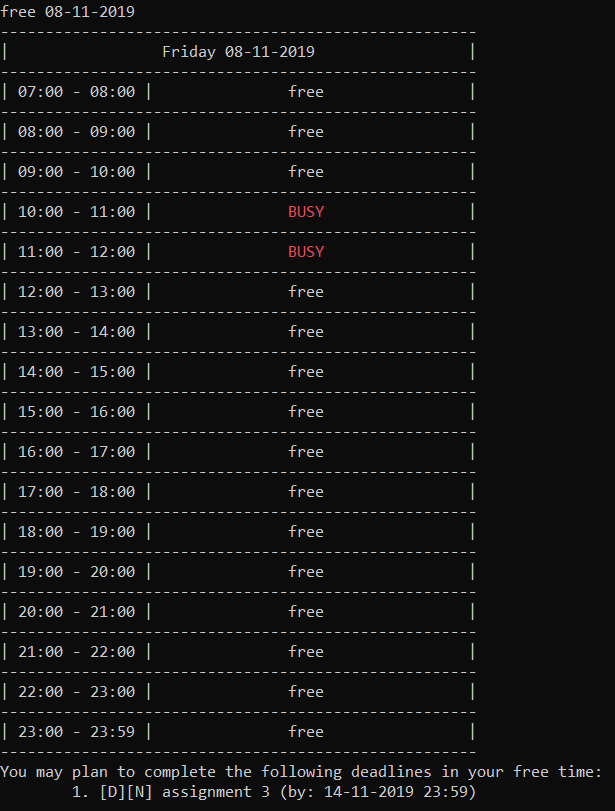 free 08-11-2019
-----------------------------------------------------
|                 Friday 08-11-2019                 |
-----------------------------------------------------
| 07:00 - 08:00 |               free                |
-----------------------------------------------------
| 08:00 - 09:00 |               free                |
-----------------------------------------------------
| 09:00 - 10:00 |               free                |
-----------------------------------------------------
| 10:00 - 11:00 |               BUSY                |
-----------------------------------------------------
| 11:00 - 12:00 |               BUSY                |
-----------------------------------------------------
| 12:00 - 13:00 |               free                |
-----------------------------------------------------
| 13:00 - 14:00 |               free                |
-----------------------------------------------------
| 14:00 - 15:00 |               free                |
-----------------------------------------------------
| 15:00 - 16:00 |               free                |
-----------------------------------------------------
| 16:00 - 17:00 |               free                |
-----------------------------------------------------
| 17:00 - 18:00 |               free                |
-----------------------------------------------------
| 18:00 - 19:00 |               free                |
-----------------------------------------------------
| 19:00 - 20:00 |               free                |
-----------------------------------------------------
| 20:00 - 21:00 |               free                |
-----------------------------------------------------
| 21:00 - 22:00 |               free                |
-----------------------------------------------------
| 22:00 - 23:00 |               free                |
-----------------------------------------------------
| 23:00 - 23:59 |               free                |
-----------------------------------------------------
You may plan to complete the following deadlines in your free time:
        1. [D][N] assignment 3 (by: 14-11-2019 23:59)